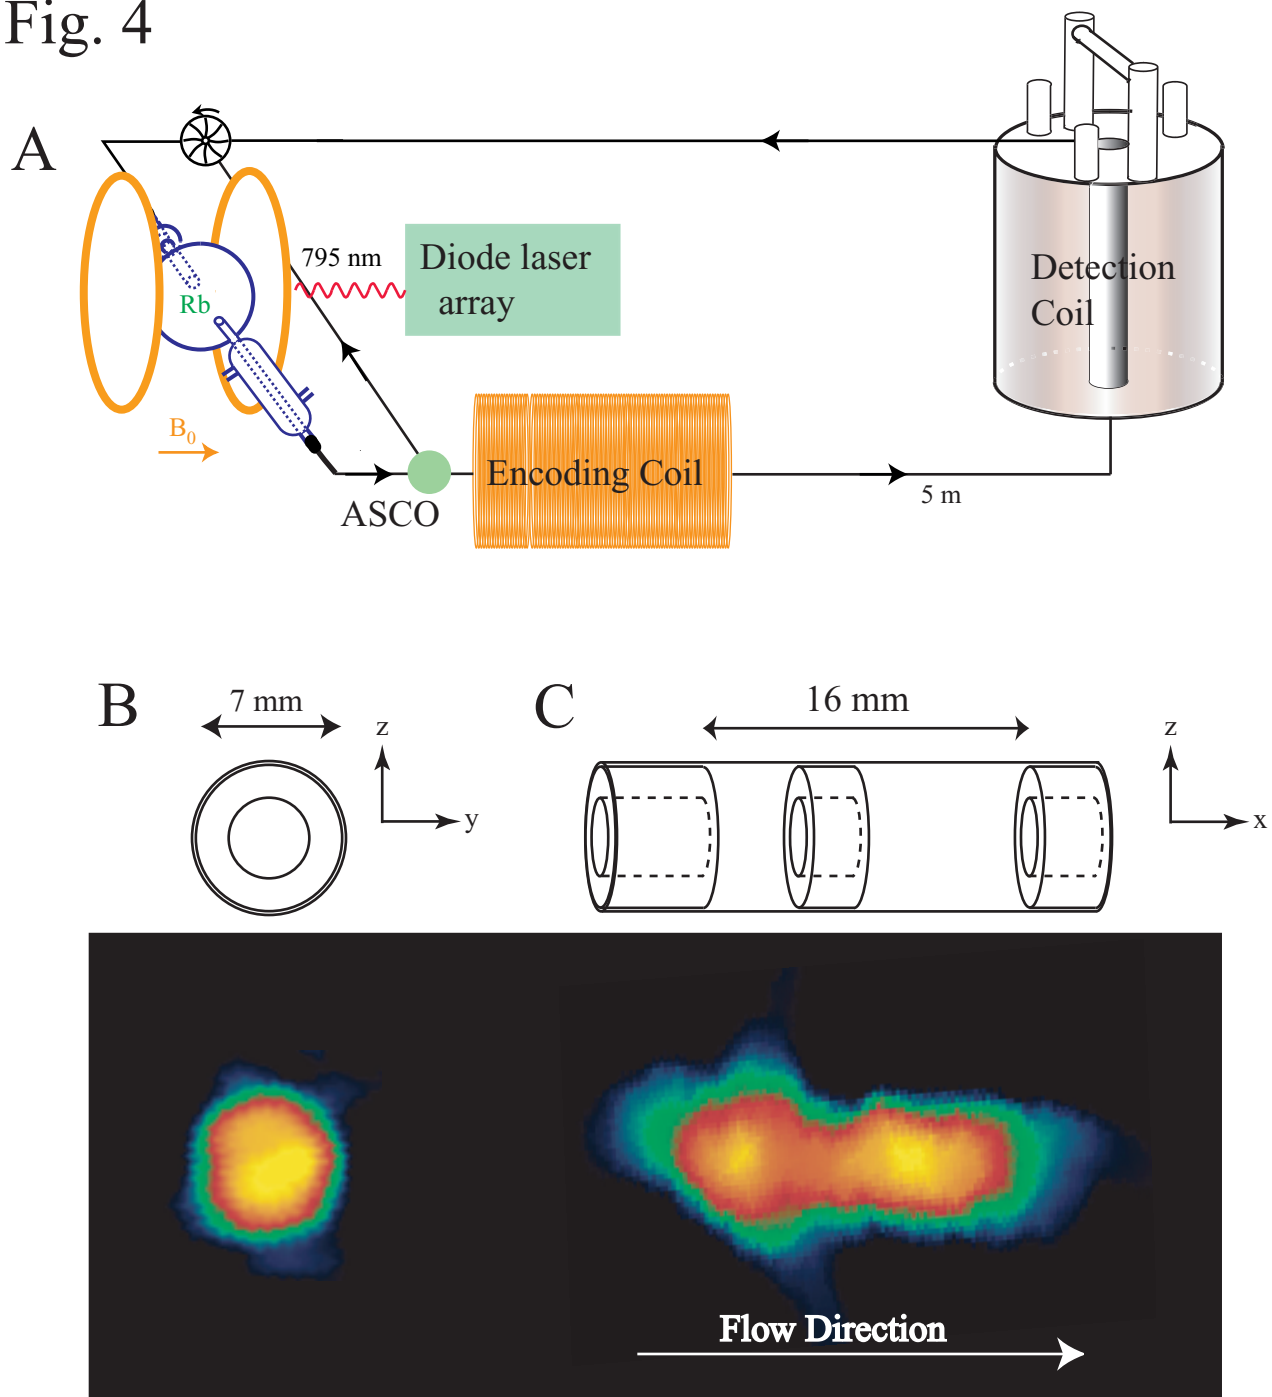 Fig. 4
A
795 nm
Diode laser
array
Rb
Detection
Coil
B0
Encoding Coil
ASCO
5 m
B
7 mm
z
y
C
16 mm
z
x
Flow Direction